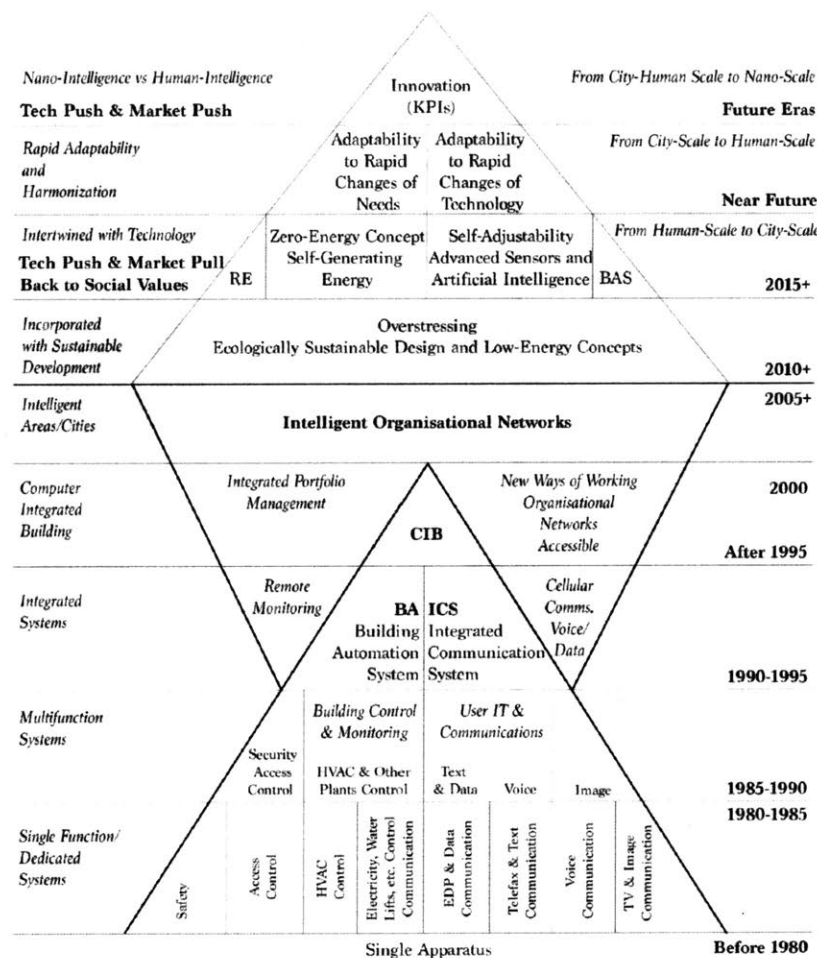 Nano-Intelligence vs Human-Intelligence
Tech Push & Market Push
Innovation
(KPIs)
From City-Human Scale to Nano-Scale
Future Eras
Rapid Adaptability
and
Harmonization
Adaptability
to Rapid
Changes of
Needs
Adaptability
to Rapid
Changes of
Technology
From City-Scale to Human-Scale
Near Future
Intertwined with Technology
Tech Push & Market Pull
Back to Social Values
RE
Zero-Energy Concept
Self-Generating
Energy
Self-Adjustability
Advanced Sensors and
Artificial Intelligence
BAS
From Human-Scale to City-Scale
2015+
Incorporated
with Sustainable
Development
Overstressing
Ecologically Sustainable Design and Low-Energy Concepts
2010+
Intelligent
Areas/Cities
Intelligent Organisational Networks
2005+
Computer
Integrated
Building
Integrated Portfolio
Management
CIB
New Ways of Working
Organisational
Networks
Accessible
2000
After 1995
Integrated
Systems
Remote
Monitoring
BA
Building
Automation
System
ICS
Integrated
Communication
System
Cellular
Comms.
Voice/
Data
1990-1995
Multifunction
Systems
Security
Access
Control
Building Control
& Monitoring
HVAC & Other
Plants Control
User IT &
Communications
Text
& Data
Voice
Image
1985-1990
Single Function/
Dedicated
Systems
Safety
Access
Control
HVAC
Control
Electricity, Water
Lifts, etc. Control
Communication
EDP & Data
Communication
Telefax & Text
Communication
Voice
Communication
TV & Image
Communication
1980-1985
Single Apparatus
Before 1980